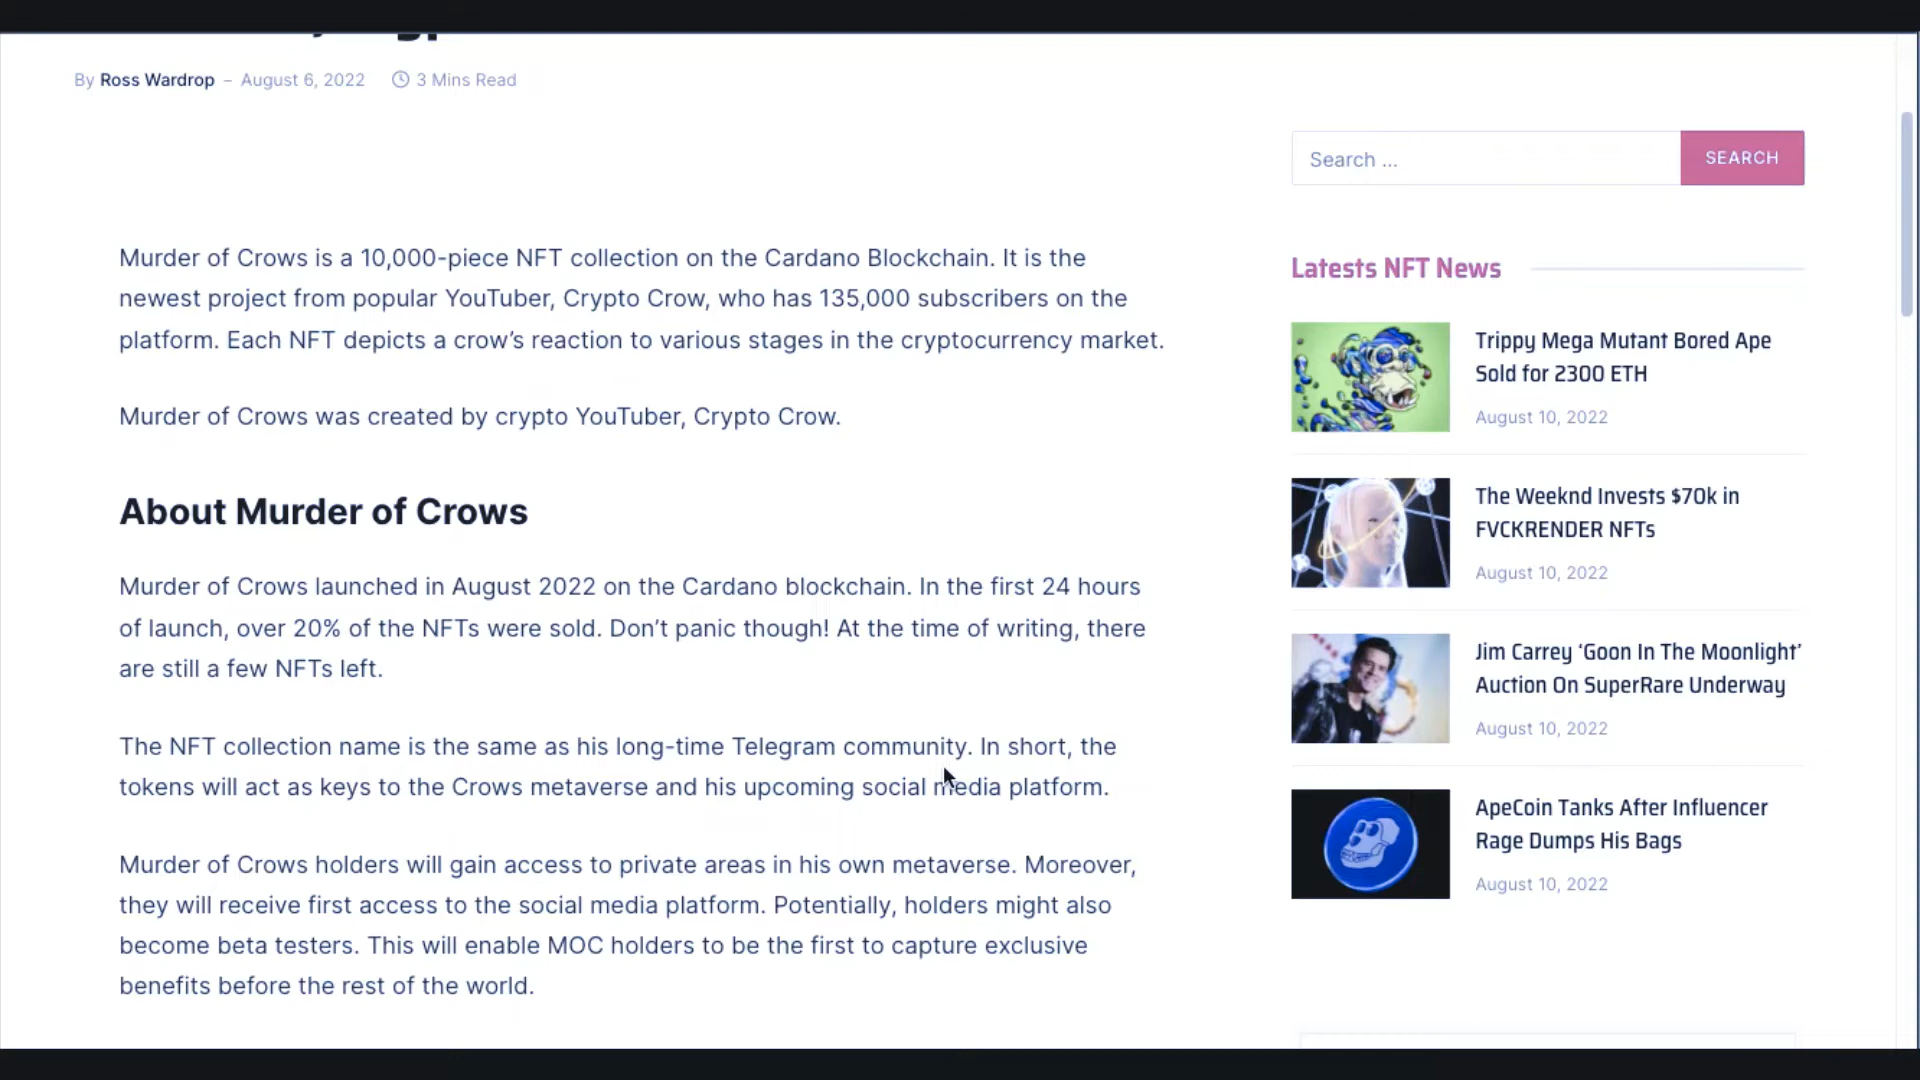 By Ross Wardrop – August 6, 2022 3 Mins Read
Search ...
SEARCH
Murder of Crows is a 10,000-piece NFT collection on the Cardano Blockchain. It is the
newest project from popular YouTuber, Crypto Crow, who has 135,000 subscribers on the
platform. Each NFT depicts a crow’s reaction to various stages in the cryptocurrency market.
Murder of Crows was created by crypto YouTuber, Crypto Crow.
About Murder of Crows
Murder of Crows launched in August 2022 on the Cardano blockchain. In the first 24 hours
of launch, over 20% of the NFTs were sold. Don’t panic though! At the time of writing, there
are still a few NFTs left.
The NFT collection name is the same as his long-time Telegram community. In short, the
tokens will act as keys to the Crows metaverse and his upcoming social media platform.
Murder of Crows holders will gain access to private areas in his own metaverse. Moreover,
they will receive first access to the social media platform. Potentially, holders might also
become beta testers. This will enable MOC holders to be the first to capture exclusive
benefits before the rest of the world.
Latests NFT News
Trippy Mega Mutant Bored Ape
Sold for 2300 ETH
August 10, 2022
The Weeknd Invests $70k in
FVCKRENDER NFTs
August 10, 2022
Jim Carrey ‘Goon In The Moonlight’
Auction On SuperRare Underway
August 10, 2022
ApeCoin Tanks After Influencer
Rage Dumps His Bags
August 10, 2022